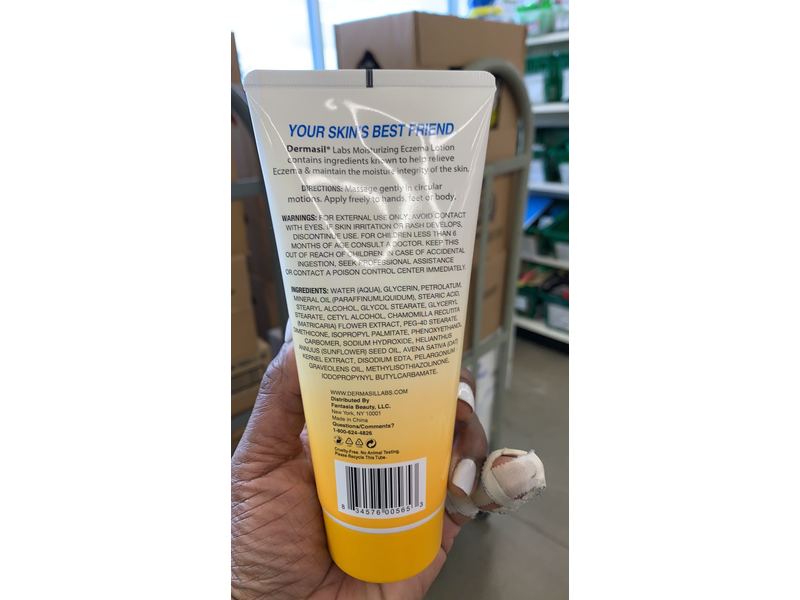 YOUR SKIN'S BEST FRIEND
Dermasil® Labs Moisturizing Eczema Lotion
contains ingredients known to help relieve
Eczema & maintain the moisture integrity of the skin.
DIRECTIONS: Massage gently in circular
motions. Apply freely to hands, feet or body.
WARNINGS: FOR EXTERNAL USE ONLY. AVOID CONTACT
WITH EYES. IF SKIN IRRITATION OR RASH DEVELOPS,
DISCONTINUE USE. FOR CHILDREN LESS THAN 6
MONTHS OF AGE CONSULT A DOCTOR. KEEP THIS
OUT OF REACH OF CHILDREN. IN CASE OF ACCIDENTAL
INGESTION, SEEK PROFESSIONAL ASSISTANCE
OR CONTACT A POISON CONTROL CENTER IMMEDIATELY.
INGREDIENTS: WATER (AQUA), GLYCERIN, PETROLATUM,
MINERAL OIL (PARAFFINUMLIQUIDUM), STEARIC ACID,
STEARYL ALCOHOL, GLYCOL STEARATE, GLYCERYL
STEARATE, CETYL ALCOHOL, CHAMOMILLA RECUTITA
(MATRICARIA) FLOWER EXTRACT, PEG-40 STEARATE,
DIMETHICONE, ISOPROPYL PALMITATE, PHENOXYETHANOL,
CARBOMER, SODIUM HYDROXIDE, HELIANTHUS
ANNUUS (SUNFLOWER) SEED OIL, AVENA SATIVA (OAT)
KERNEL EXTRACT, DISODIUM EDTA, PELARGONIUM
GRAVEOLENS OIL, METHYLISOTHIAZOLINONE,
IODOPROPYNYL BUTYLCARBAMATE.
WWW.DERMASILLABS.COM
Distributed By
Fantasia Beauty, LLC.
New York, NY 10001
Made in China
Questions/Comments?
1-800-624-4826
Cruelty-Free. No Animal Testing.
Please Recycle This Tube.
8 34576 00565 3